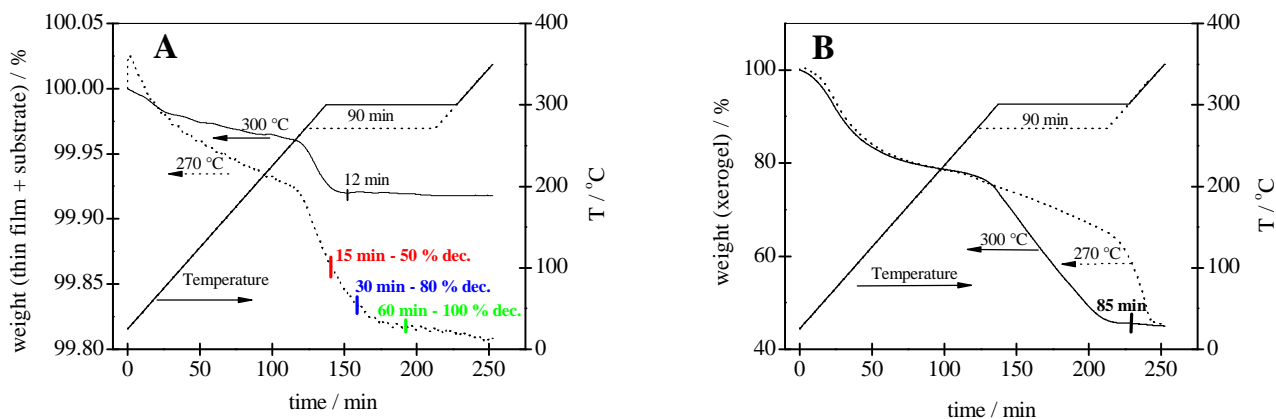 A
weight (thin film + substrate) / %
100.05
100.00
99.95
99.90
99.85
99.80
400
300
200
100
0
T / °C
90 min
300 °C
270 °C
12 min
15 min - 50 % dec.
30 min - 80 % dec.
60 min - 100 % dec.
Temperature
0 50 100 150 200 250
time / min
B
weight (xerogel) / %
100
80
60
40
400
300
200
100
0
T / °C
90 min
300 °C
270 °C
85 min
Temperature
0 50 100 150 200 250
time / min